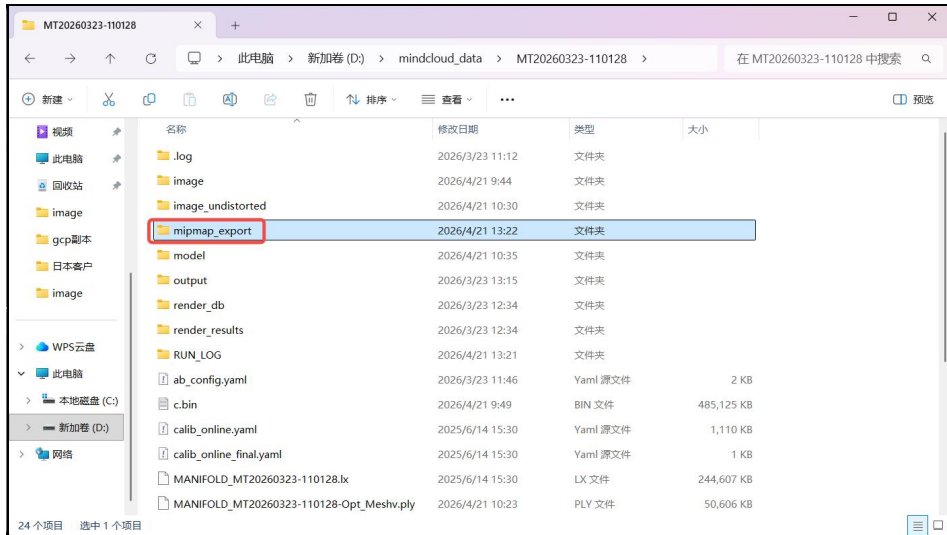 MT20260323-110128
此电脑 > 新加卷 (D:) > mindcloud_data > MT20260323-110128 >
在 MT20260323-110128 中搜索
新建 排序 查看 ••• 预览
名称 修改日期 类型 大小
视频
此电脑
回收站
image
gcp副本
日本客户
image
WPS云盘
此电脑
本地磁盘 (C:)
新加卷 (D:)
网络
.log 2026/3/23 11:12 文件夹
image 2026/4/21 9:44 文件夹
image_undistorted 2026/4/21 10:30 文件夹
mipmap_export 2026/4/21 13:22 文件夹
model 2026/4/21 10:35 文件夹
output 2026/3/23 13:15 文件夹
render_db 2026/3/23 12:34 文件夹
render_results 2026/3/23 12:34 文件夹
RUN_LOG 2026/4/21 13:21 文件夹
ab_config.yaml 2026/3/23 11:46 Yaml 源文件 2 KB
c.bin 2026/4/21 9:49 BIN 文件 485,125 KB
calib_online.yaml 2025/6/14 15:30 Yaml 源文件 1,110 KB
calib_online_final.yaml 2025/6/14 15:30 Yaml 源文件 1 KB
MANIFOLD_MT20260323-110128.lx 2025/6/14 15:30 LX 文件 244,607 KB
MANIFOLD_MT20260323-110128-Opt_Meshv.ply 2026/4/21 10:23 PLY 文件 50,606 KB
24 个项目 选中 1 个项目